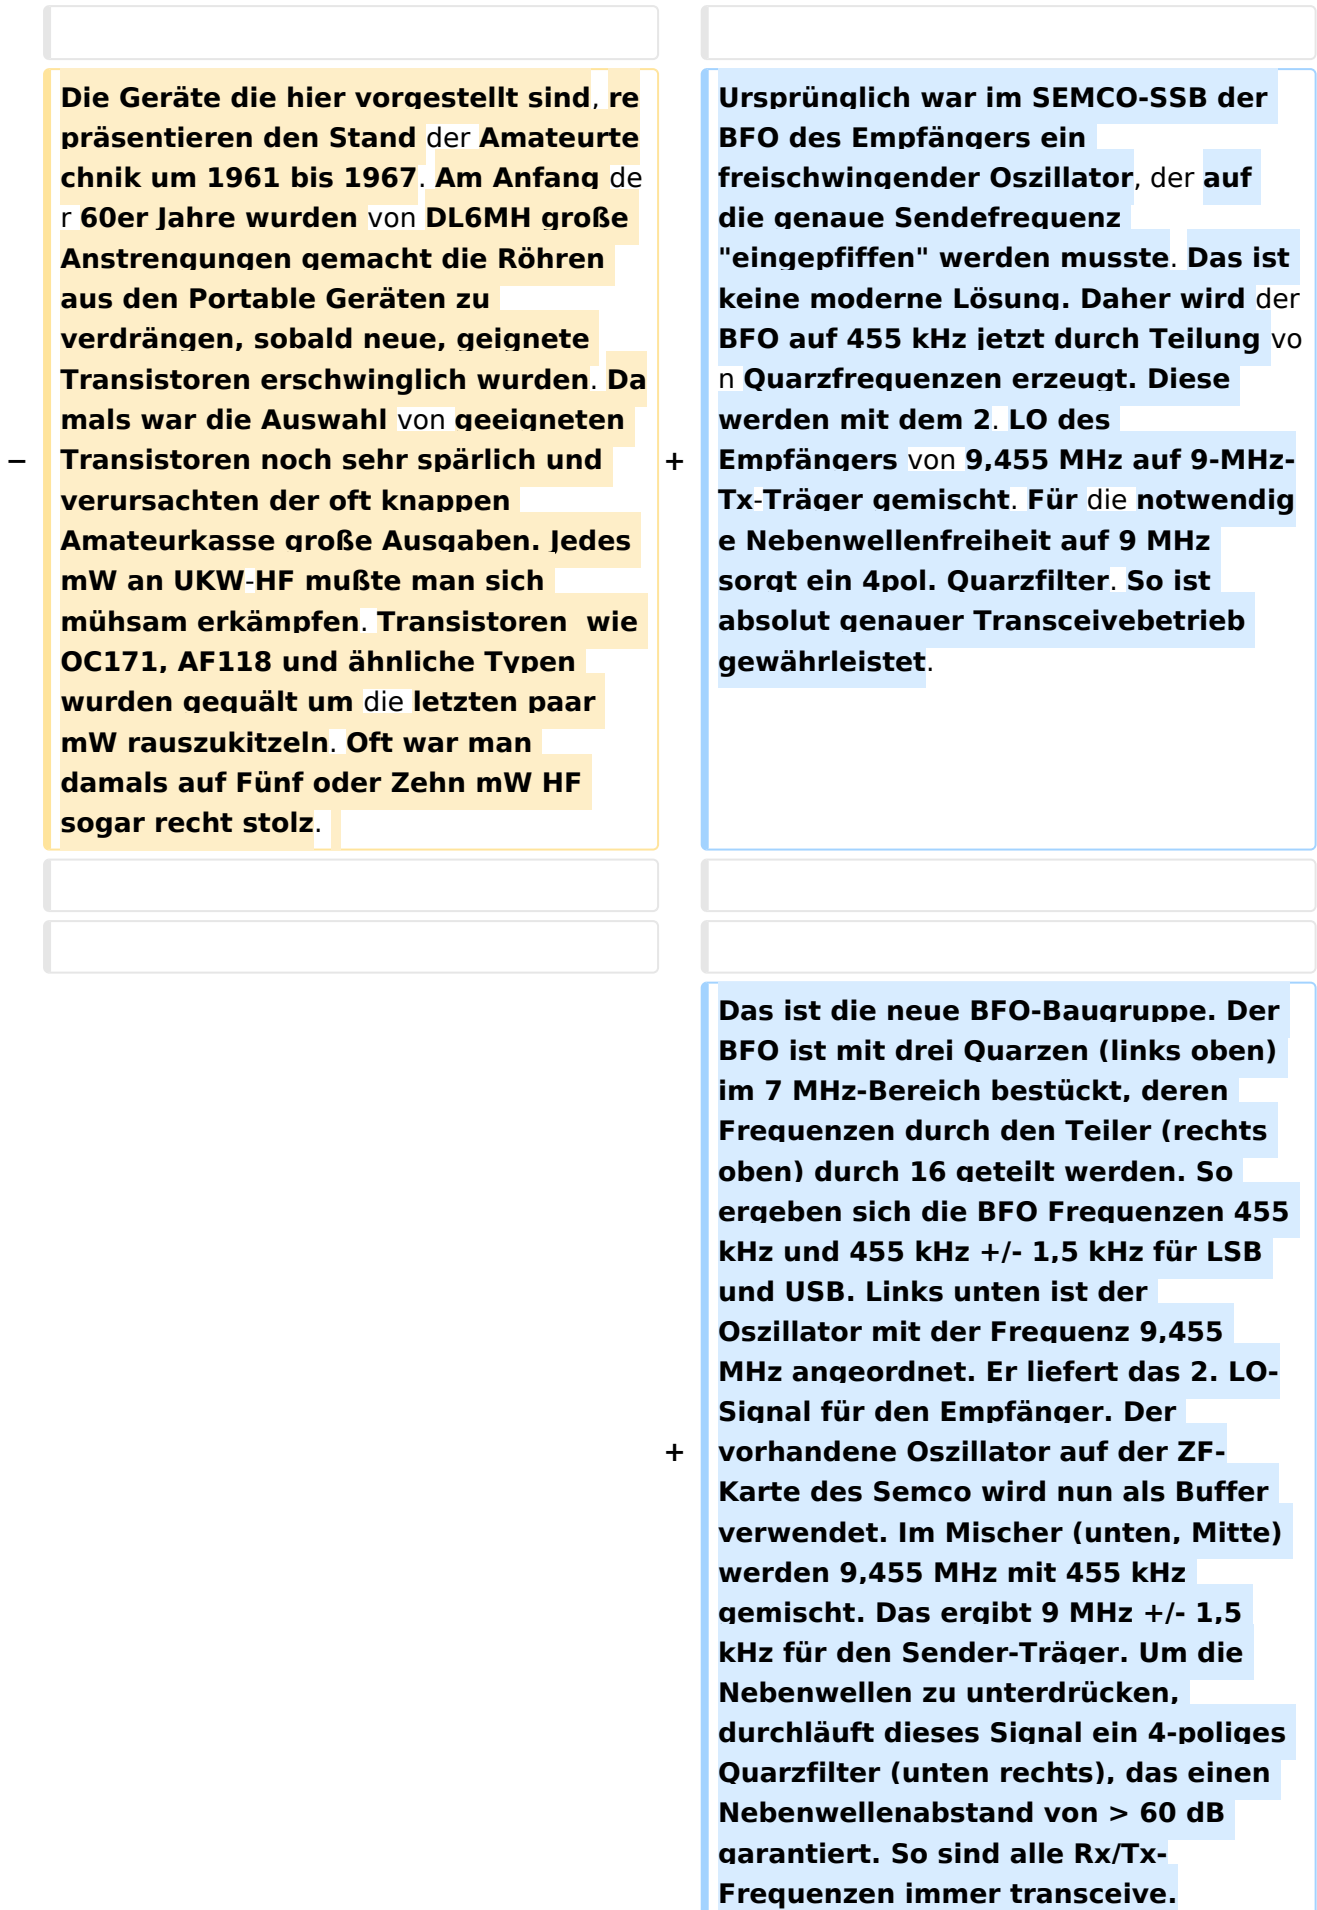 Die Geräte die hier vorgestellt sind, re
präsentieren den Stand der Amateurte
chnik um 1961 bis 1967. Am Anfang de
r 60er Jahre wurden von DL6MH große
Anstrengungen gemacht die Röhren
aus den Portable Geräten zu
verdrängen, sobald neue, geignete
Transistoren erschwinglich wurden. Da
mals war die Auswahl von geeigneten
− Transistoren noch sehr spärlich und
verursachten der oft knappen
Amateurkasse große Ausgaben. Jedes
mW an UKW-HF mußte man sich
mühsam erkämpfen. Transistoren  wie
OC171, AF118 und ähnliche Typen
wurden gequält um die letzten paar
mW rauszukitzeln. Oft war man
damals auf Fünf oder Zehn mW HF
sogar recht stolz.
Ursprünglich war im SEMCO-SSB der
BFO des Empfängers ein
freischwingender Oszillator, der auf
die genaue Sendefrequenz
"eingepfiffen" werden musste. Das ist
keine moderne Lösung. Daher wird der
BFO auf 455 kHz jetzt durch Teilung vo
n Quarzfrequenzen erzeugt. Diese
werden mit dem 2. LO des
+ Empfängers von 9,455 MHz auf 9-MHz-
Tx-Träger gemischt. Für die notwendig
e Nebenwellenfreiheit auf 9 MHz
sorgt ein 4pol. Quarzfilter. So ist
absolut genauer Transceivebetrieb
gewährleistet.
Das ist die neue BFO-Baugruppe. Der
BFO ist mit drei Quarzen (links oben)
im 7 MHz-Bereich bestückt, deren
Frequenzen durch den Teiler (rechts
oben) durch 16 geteilt werden. So
ergeben sich die BFO Frequenzen 455
kHz und 455 kHz +/- 1,5 kHz für LSB
und USB. Links unten ist der
Oszillator mit der Frequenz 9,455
MHz angeordnet. Er liefert das 2. LO-
Signal für den Empfänger. Der
+ vorhandene Oszillator auf der ZF-
Karte des Semco wird nun als Buffer
verwendet. Im Mischer (unten, Mitte)
werden 9,455 MHz mit 455 kHz
gemischt. Das ergibt 9 MHz +/- 1,5
kHz für den Sender-Träger. Um die
Nebenwellen zu unterdrücken,
durchläuft dieses Signal ein 4-poliges
Quarzfilter (unten rechts), das einen
Nebenwellenabstand von > 60 dB
garantiert. So sind alle Rx/Tx-
Frequenzen immer transceive.